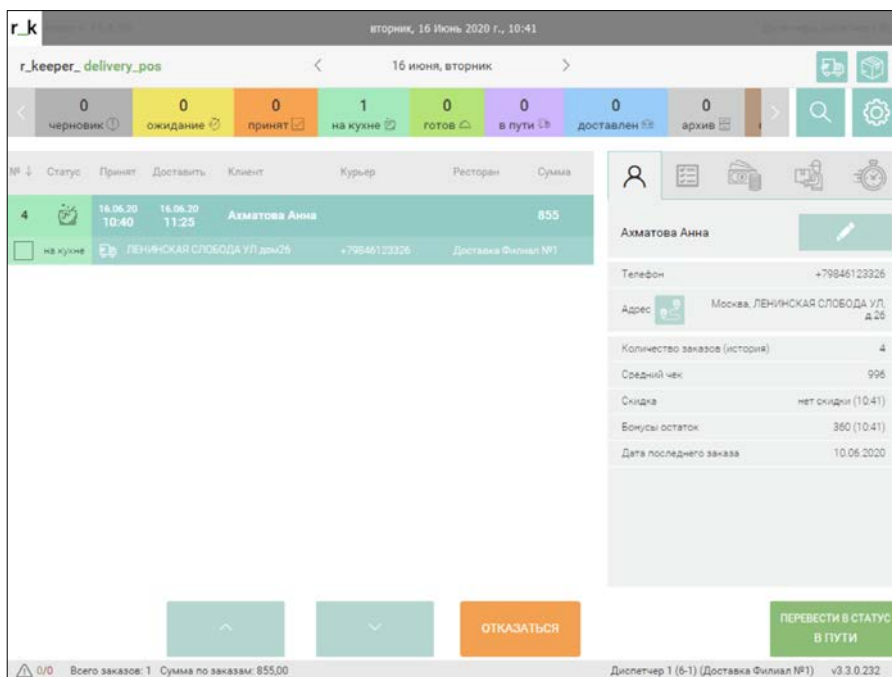 r_k
вторник, 16 Июнь 2020 г., 10:41
r_keeper_ delivery_pos
< 16 июня, вторник >
0 черновик
0 ожидание
0 принят
1 на кухне
0 готов
0 в пути
0 доставлен
0 архив
№ ↓ Статус Принят Доставить Клиент Курьер Ресторан Сумма
4 16.06.20 10:40 16.06.20 11:25 Ахматова Анна 855
на кухне ЛЕНИНСКАЯ СЛОБОДА УЛ дом26 +79846123326 Доставка Филиал №1
Ахматова Анна
Телефон +79846123326
Адрес Москва, ЛЕНИНСКАЯ СЛОБОДА УЛ, д.26
Количество заказов (история) 4
Средний чек 996
Скидка нет скидки (10:41)
Бонусы остаток 360 (10:41)
Дата последнего заказа 10.06.2020
ОТКАЗАТЬСЯ
ПЕРЕВЕСТИ В СТАТУС
В ПУТИ
0/0 Всего заказов: 1 Сумма по заказам: 855,00
Диспетчер 1 (6-1) (Доставка Филиал №1) v3.3.0.232